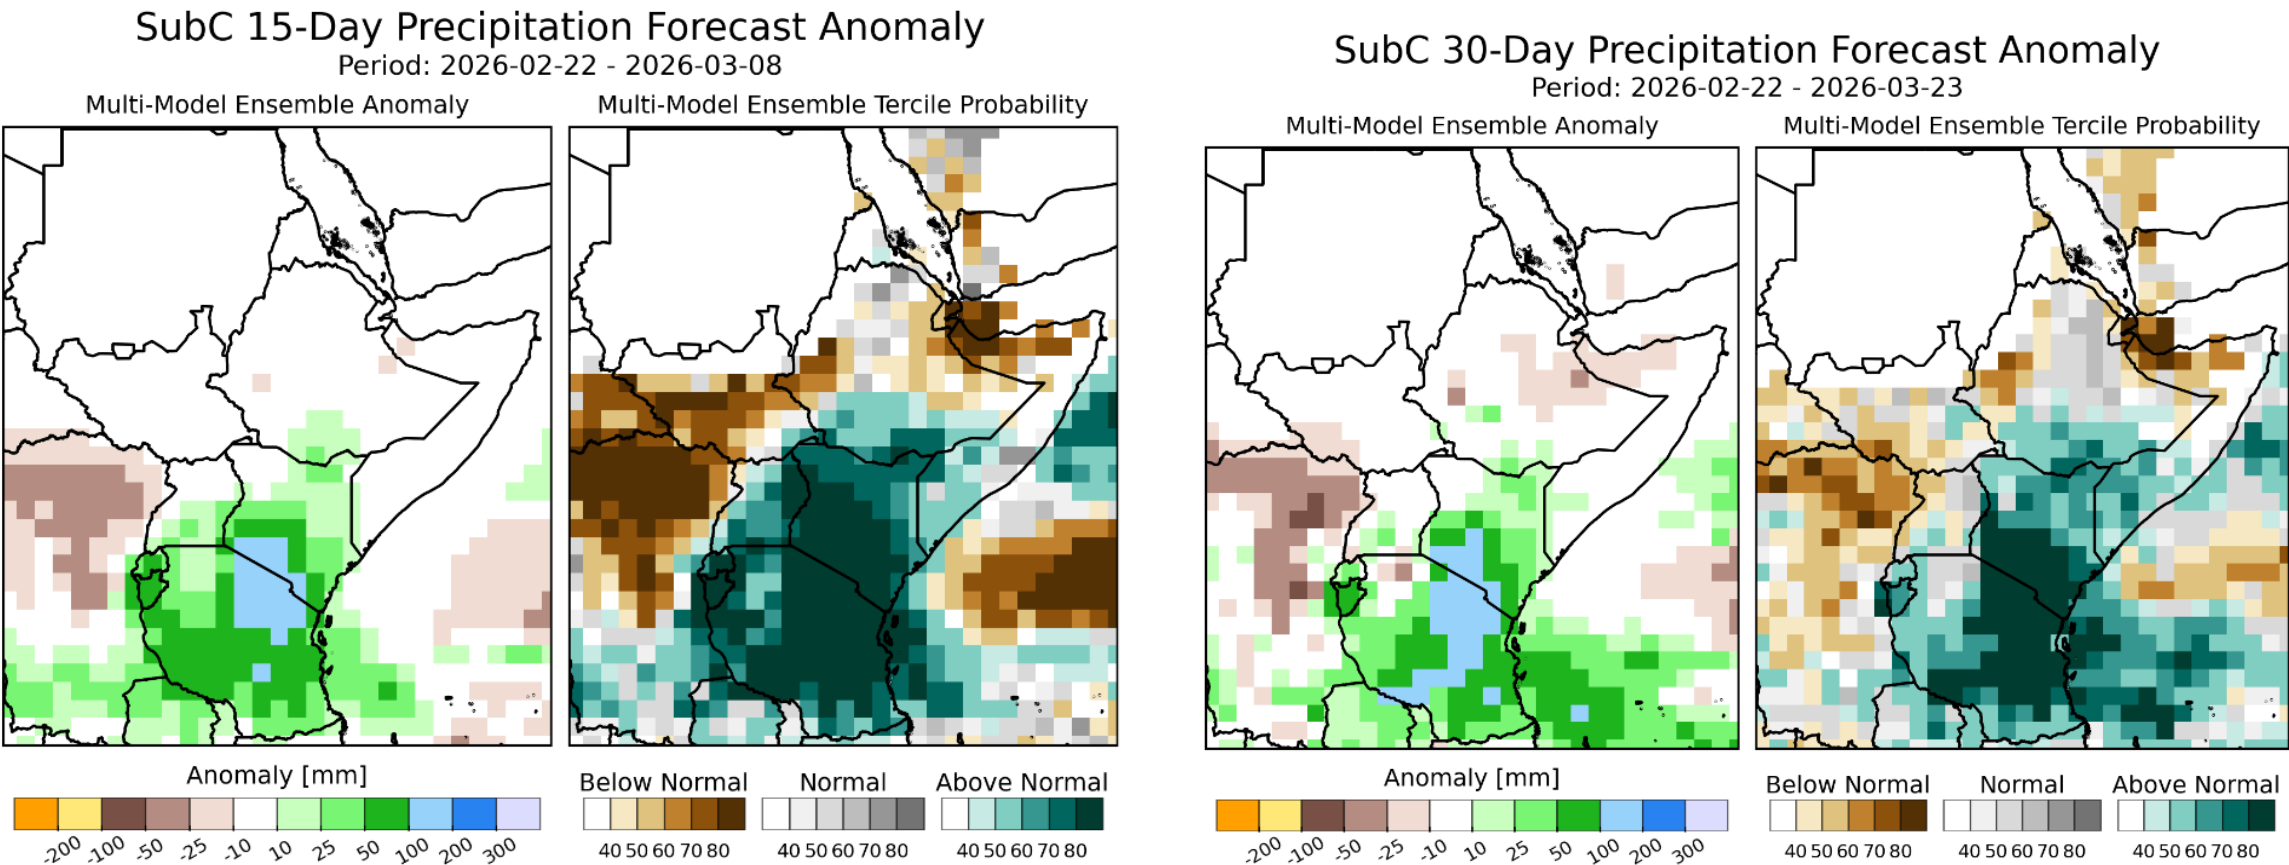 SubC 15-Day Precipitation Forecast Anomaly
Period: 2026-02-22 - 2026-03-08
Multi-Model Ensemble Anomaly
Multi-Model Ensemble Tercile Probability
Anomaly [mm]
-200 -100 -50 -25 -10 10 25 50 100 200 300
Below Normal
40 50 60 70 80
Normal
40 50 60 70 80
Above Normal
40 50 60 70 80
SubC 30-Day Precipitation Forecast Anomaly
Period: 2026-02-22 - 2026-03-23
Multi-Model Ensemble Anomaly
Multi-Model Ensemble Tercile Probability
Anomaly [mm]
-200 -100 -50 -25 -10 10 25 50 100 200 300
Below Normal
40 50 60 70 80
Normal
40 50 60 70 80
Above Normal
40 50 60 70 80